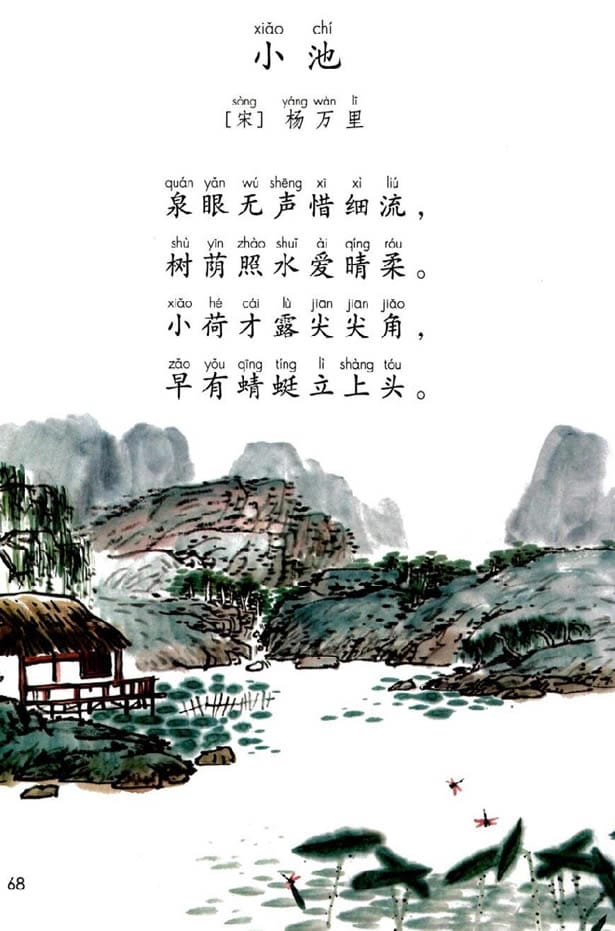 xiǎo chí
小池
sòng yáng wàn lǐ
［宋］杨万里
quán yǎn wú shēng xī xì liú
泉眼无声惜细流，
shù yīn zhào shuǐ ài qíng róu
树荫照水爱晴柔。
xiǎo hé cái lù jiān jiān jiǎo
小荷才露尖尖角，
zǎo yǒu qīng tíng lì shàng tóu
早有蜻蜓立上头。
68